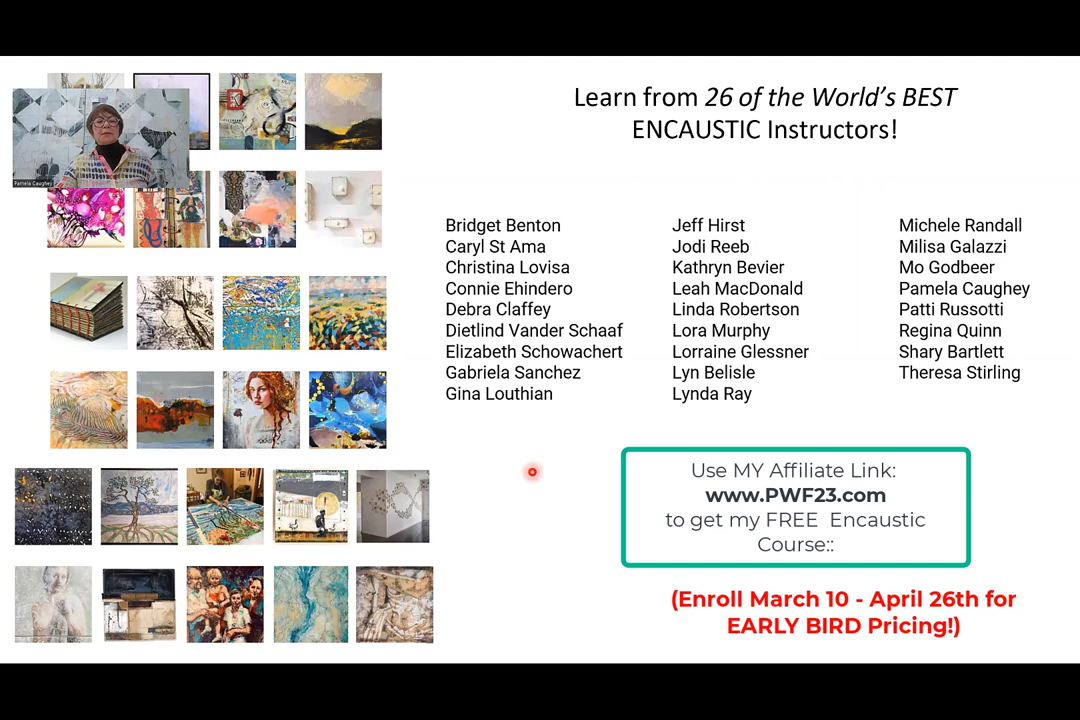 Pamela Caughey
Learn from 26 of the World's BEST
ENCAUSTIC Instructors!
Bridget Benton
Caryl St Ama
Christina Lovisa
Connie Ehindero
Debra Claffey
Dietlind Vander Schaaf
Elizabeth Schowachert
Gabriela Sanchez
Gina Louthian
Jeff Hirst
Jodi Reeb
Kathryn Bevier
Leah MacDonald
Linda Robertson
Lora Murphy
Lorraine Glessner
Lyn Belisle
Lynda Ray
Michele Randall
Milisa Galazzi
Mo Godbeer
Pamela Caughey
Patti Russotti
Regina Quinn
Shary Bartlett
Theresa Stirling
Use MY Affiliate Link:
www.PWF23.com
to get my FREE Encaustic
Course::
(Enroll March 10 - April 26th for
EARLY BIRD Pricing!)